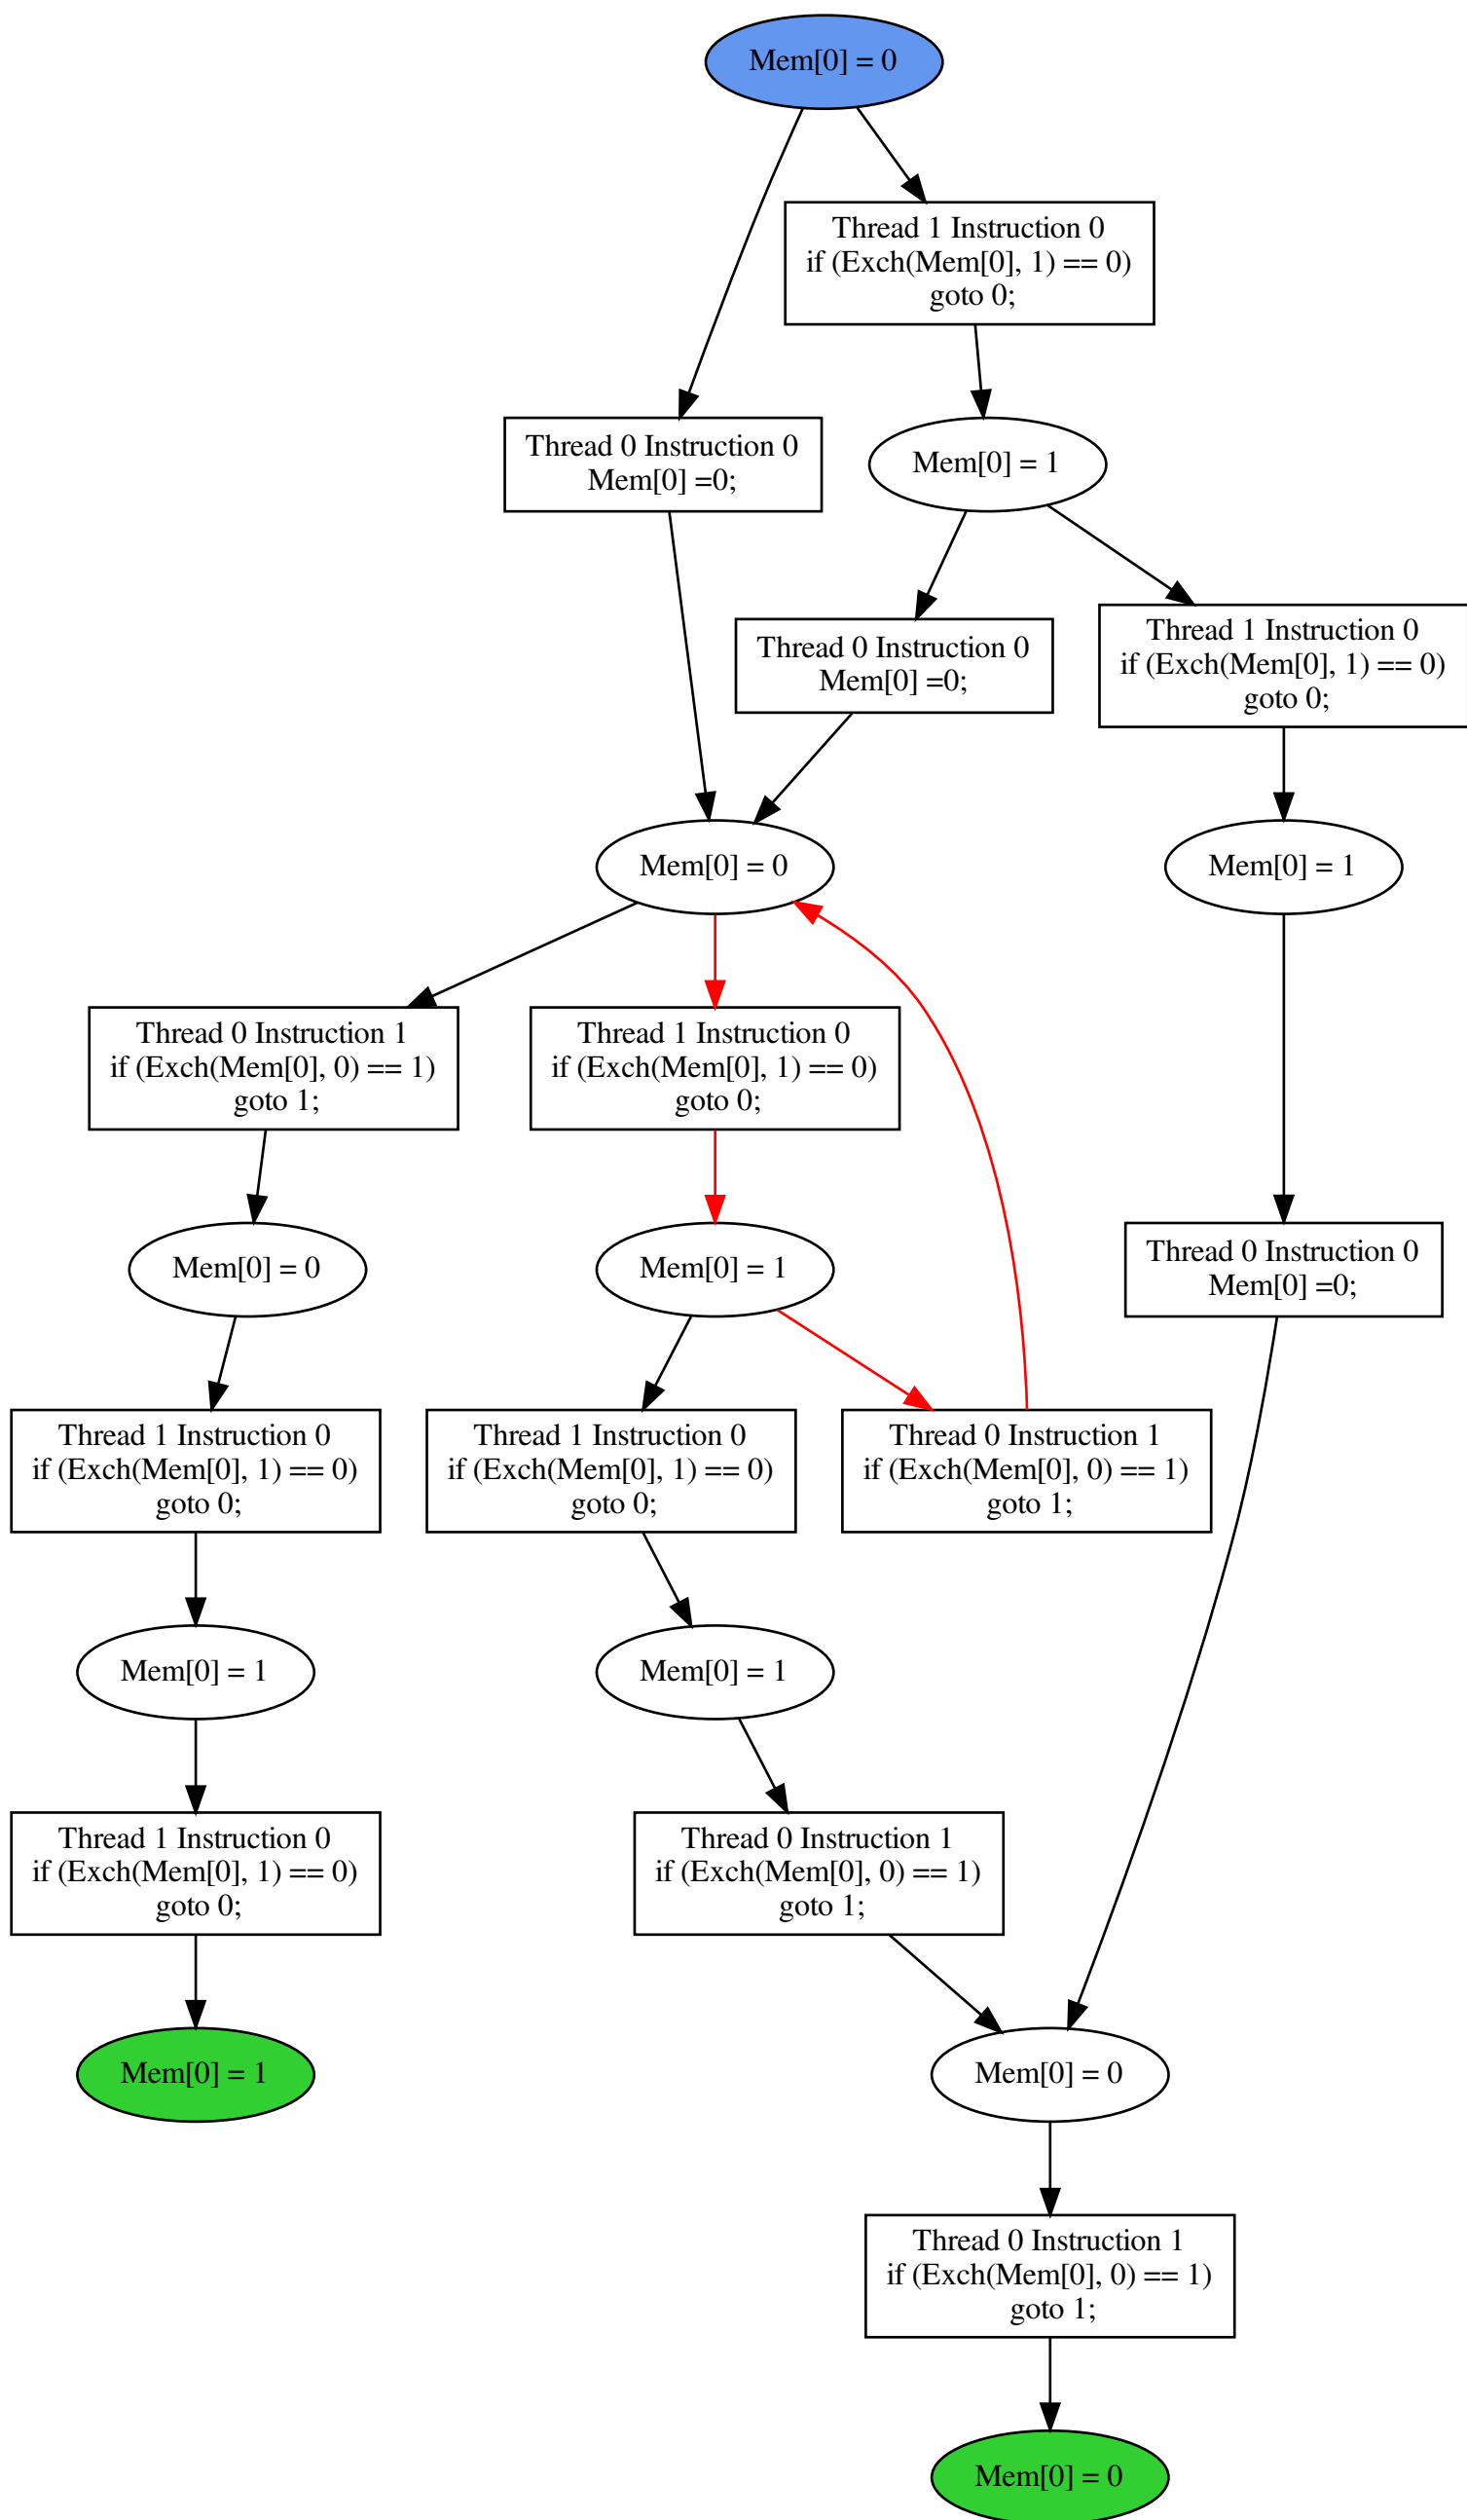 Mem[0] = 0
Thread 1 Instruction 0
if (Exch(Mem[0], 1) == 0)
goto 0;
Thread 0 Instruction 0
Mem[0] =0;
Mem[0] = 1
Thread 0 Instruction 0
Mem[0] =0;
Thread 1 Instruction 0
if (Exch(Mem[0], 1) == 0)
goto 0;
Mem[0] = 0
Mem[0] = 1
Thread 0 Instruction 1
if (Exch(Mem[0], 0) == 1)
goto 1;
Thread 1 Instruction 0
if (Exch(Mem[0], 1) == 0)
goto 0;
Mem[0] = 0
Mem[0] = 1
Thread 0 Instruction 0
Mem[0] =0;
Thread 1 Instruction 0
if (Exch(Mem[0], 1) == 0)
goto 0;
Thread 1 Instruction 0
if (Exch(Mem[0], 1) == 0)
goto 0;
Thread 0 Instruction 1
if (Exch(Mem[0], 0) == 1)
goto 1;
Mem[0] = 1
Mem[0] = 1
Thread 1 Instruction 0
if (Exch(Mem[0], 1) == 0)
goto 0;
Thread 0 Instruction 1
if (Exch(Mem[0], 0) == 1)
goto 1;
Mem[0] = 1
Mem[0] = 0
Thread 0 Instruction 1
if (Exch(Mem[0], 0) == 1)
goto 1;
Mem[0] = 0